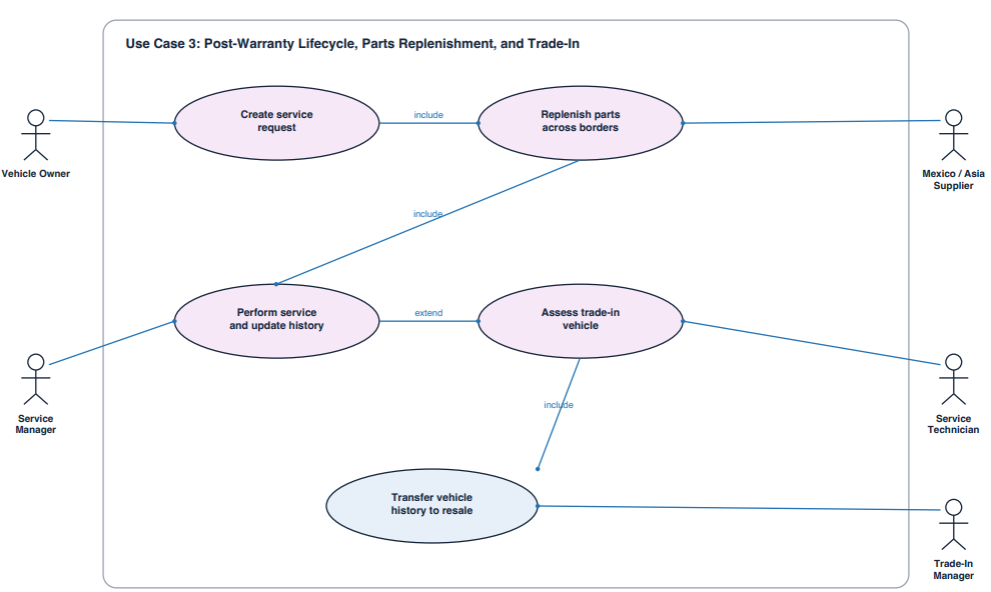 Use Case 3: Post-Warranty Lifecycle, Parts Replenishment, and Trade-In
Create service
request
include
Replenish parts
across borders
Vehicle Owner
Mexico / Asia
Supplier
include
Perform service
and update history
extend
Assess trade-in
vehicle
Service
Manager
include
Service
Technician
Transfer vehicle
history to resale
Trade-In
Manager